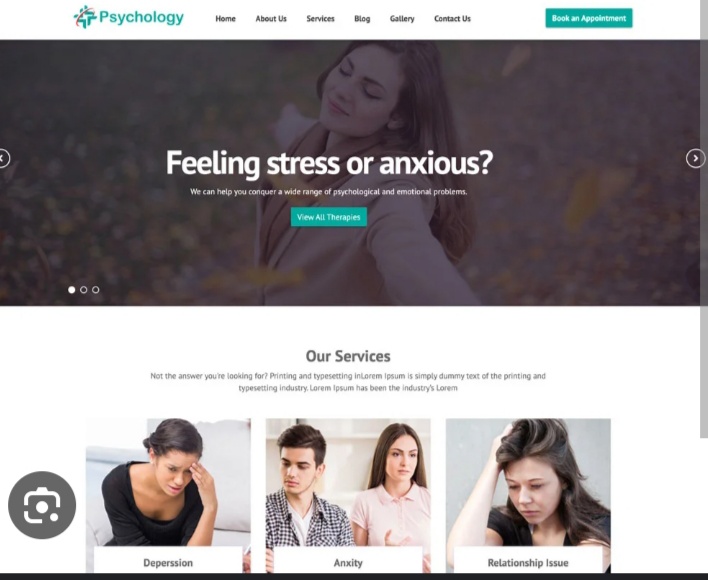 Psychology
Home
About Us
Services
Blog
Gallery
Contact Us
Book an Appointment
Feeling stress or anxious?
We can help you conquer a wide range of psychological and emotional problems.
View All Therapies
Our Services
Not the answer you're looking for? Printing and typesetting inLorem Ipsum is simply dummy text of the printing and
typesetting industry. Lorem Ipsum has been the industry's Lorem
Deperssion
Anxity
Relationship Issue